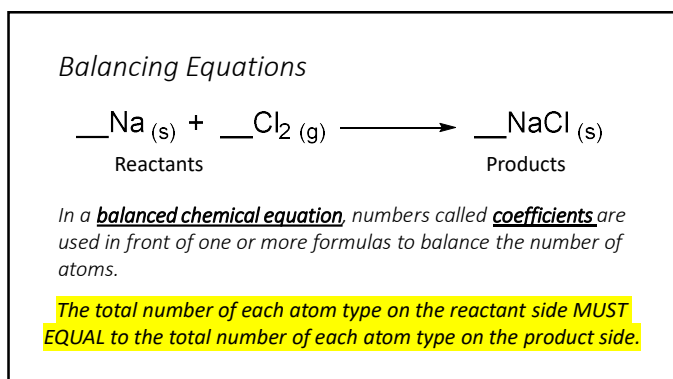 Balancing Equations
__Na (s) + __Cl2 (g) ⟶ __NaCl (s)
Reactants Products
In a balanced chemical equation, numbers called coefficients are
used in front of one or more formulas to balance the number of
atoms.
The total number of each atom type on the reactant side MUST
EQUAL to the total number of each atom type on the product side.